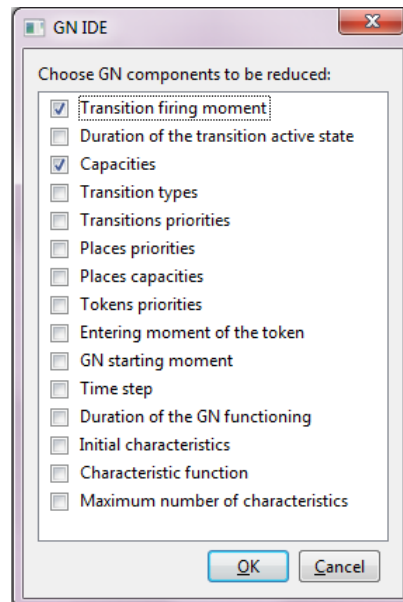 GN IDE
Choose GN components to be reduced:
Transition firing moment
Duration of the transition active state
Capacities
Transition types
Transitions priorities
Places priorities
Places capacities
Tokens priorities
Entering moment of the token
GN starting moment
Time step
Duration of the GN functioning
Initial characteristics
Characteristic function
Maximum number of characteristics
OK Cancel